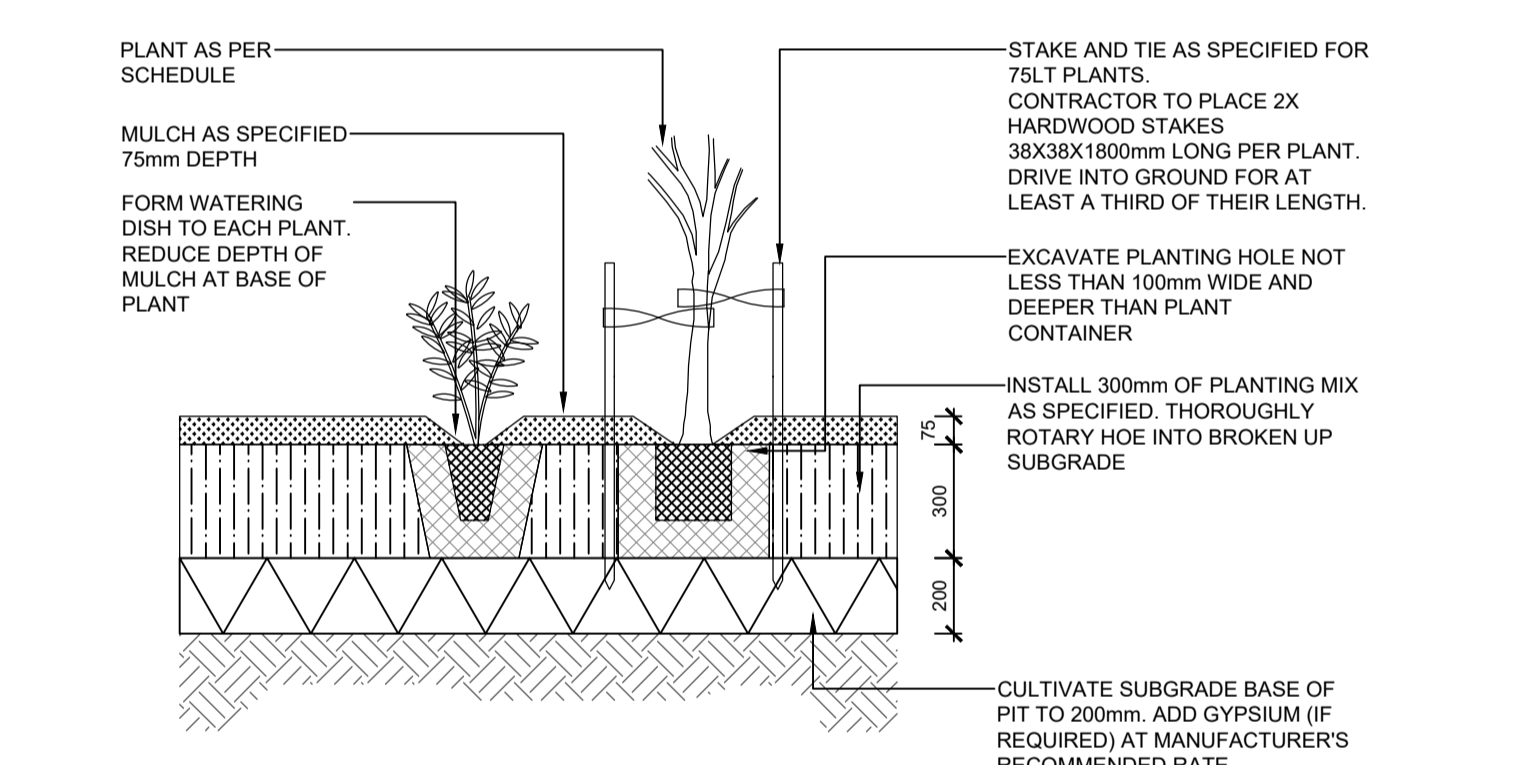 PLANT AS PER
SCHEDULE
MULCH AS SPECIFIED
75mm DEPTH
FORM WATERING
DISH TO EACH PLANT.
REDUCE DEPTH OF
MULCH AT BASE OF
PLANT
STAKE AND TIE AS SPECIFIED FOR
75LT PLANTS.
CONTRACTOR TO PLACE 2X
HARDWOOD STAKES
38X38X1800mm LONG PER PLANT.
DRIVE INTO GROUND FOR AT
LEAST A THIRD OF THEIR LENGTH.
EXCAVATE PLANTING HOLE NOT
LESS THAN 100mm WIDE AND
DEEPER THAN PLANT
CONTAINER
INSTALL 300mm OF PLANTING MIX
AS SPECIFIED. THOROUGHLY
ROTARY HOE INTO BROKEN UP
SUBGRADE
75
300
200
CULTIVATE SUBGRADE BASE OF
PIT TO 200mm. ADD GYPSIUM (IF
REQUIRED) AT MANUFACTURER'S
RECOMMENDED RATE